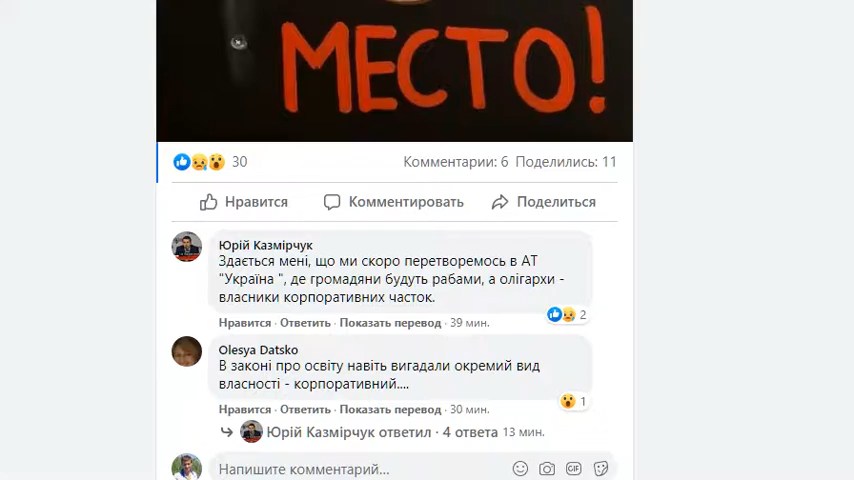 МЕСТО!
30
Комментарии: 6 Поделились: 11
Нравится
Комментировать
Поделиться
Юрій Казмірчук
Здається мені, що ми скоро перетворемось в АТ
"Україна ", де громадяни будуть рабами, а олігархи -
власники корпоративних часток.
2
Нравится · Ответить · Показать перевод · 39 мин.
Olesya Datsko
В законі про освіту навіть вигадали окремий вид
власності - корпоративний....
1
Нравится · Ответить · Показать перевод · 30 мин.
Юрій Казмірчук ответил · 4 ответа 13 мин.
Напишите комментарий...
GIF